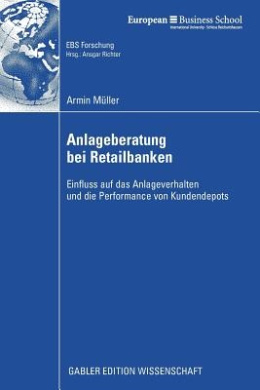 European Business School
International University · Schloss Reichartshausen
EBS Forschung
Hrsg.: Ansgar Richter
Armin Müller
Anlageberatung
bei Retailbanken
Einfluss auf das Anlageverhalten
und die Performance von Kundendepots
GABLER EDITION WISSENSCHAFT